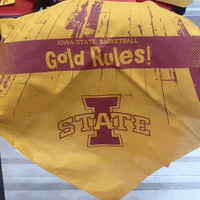 IOWA STATE BASKETBALL
Gold Rules!
I
STATE